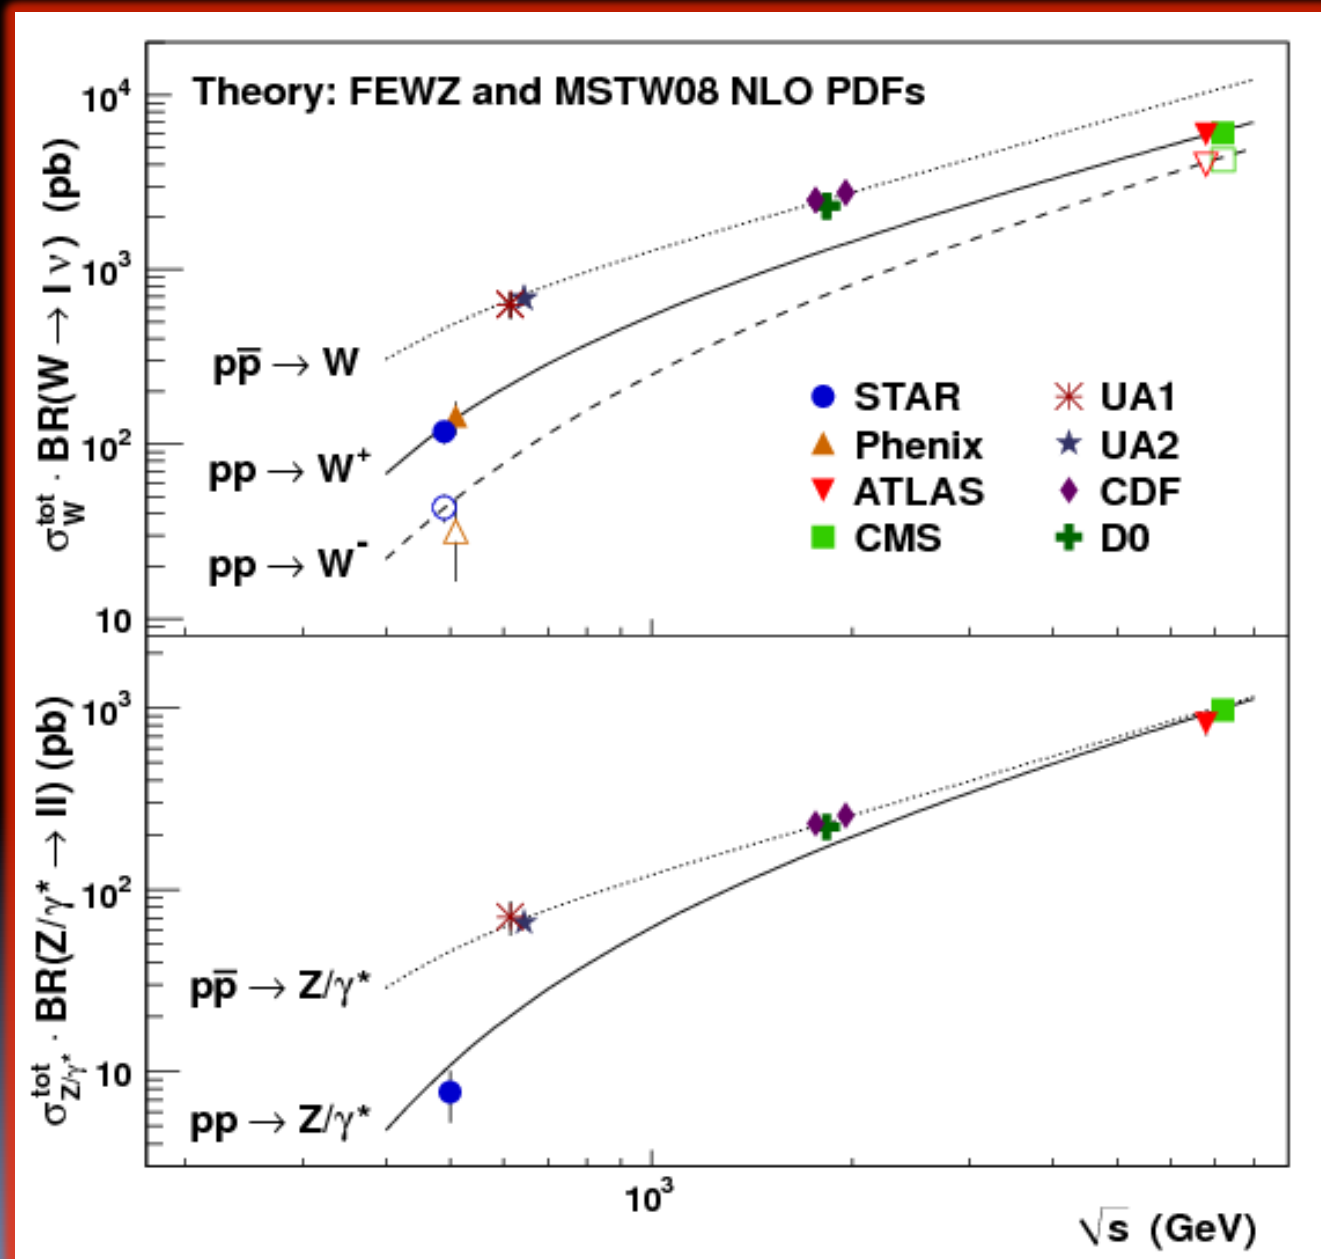 Theory: FEWZ and MSTW08 NLO PDFs
σ_W^tot · BR(W → l ν) (pb)
10⁴
10³
10²
10
pp̅ → W
pp → W⁺
pp → W⁻
STAR
UA1
Phenix
UA2
ATLAS
CDF
CMS
D0
σ_Z/γ*^tot · BR(Z/γ* → ll) (pb)
10³
10²
10
pp̅ → Z/γ*
pp → Z/γ*
10³
√s (GeV)